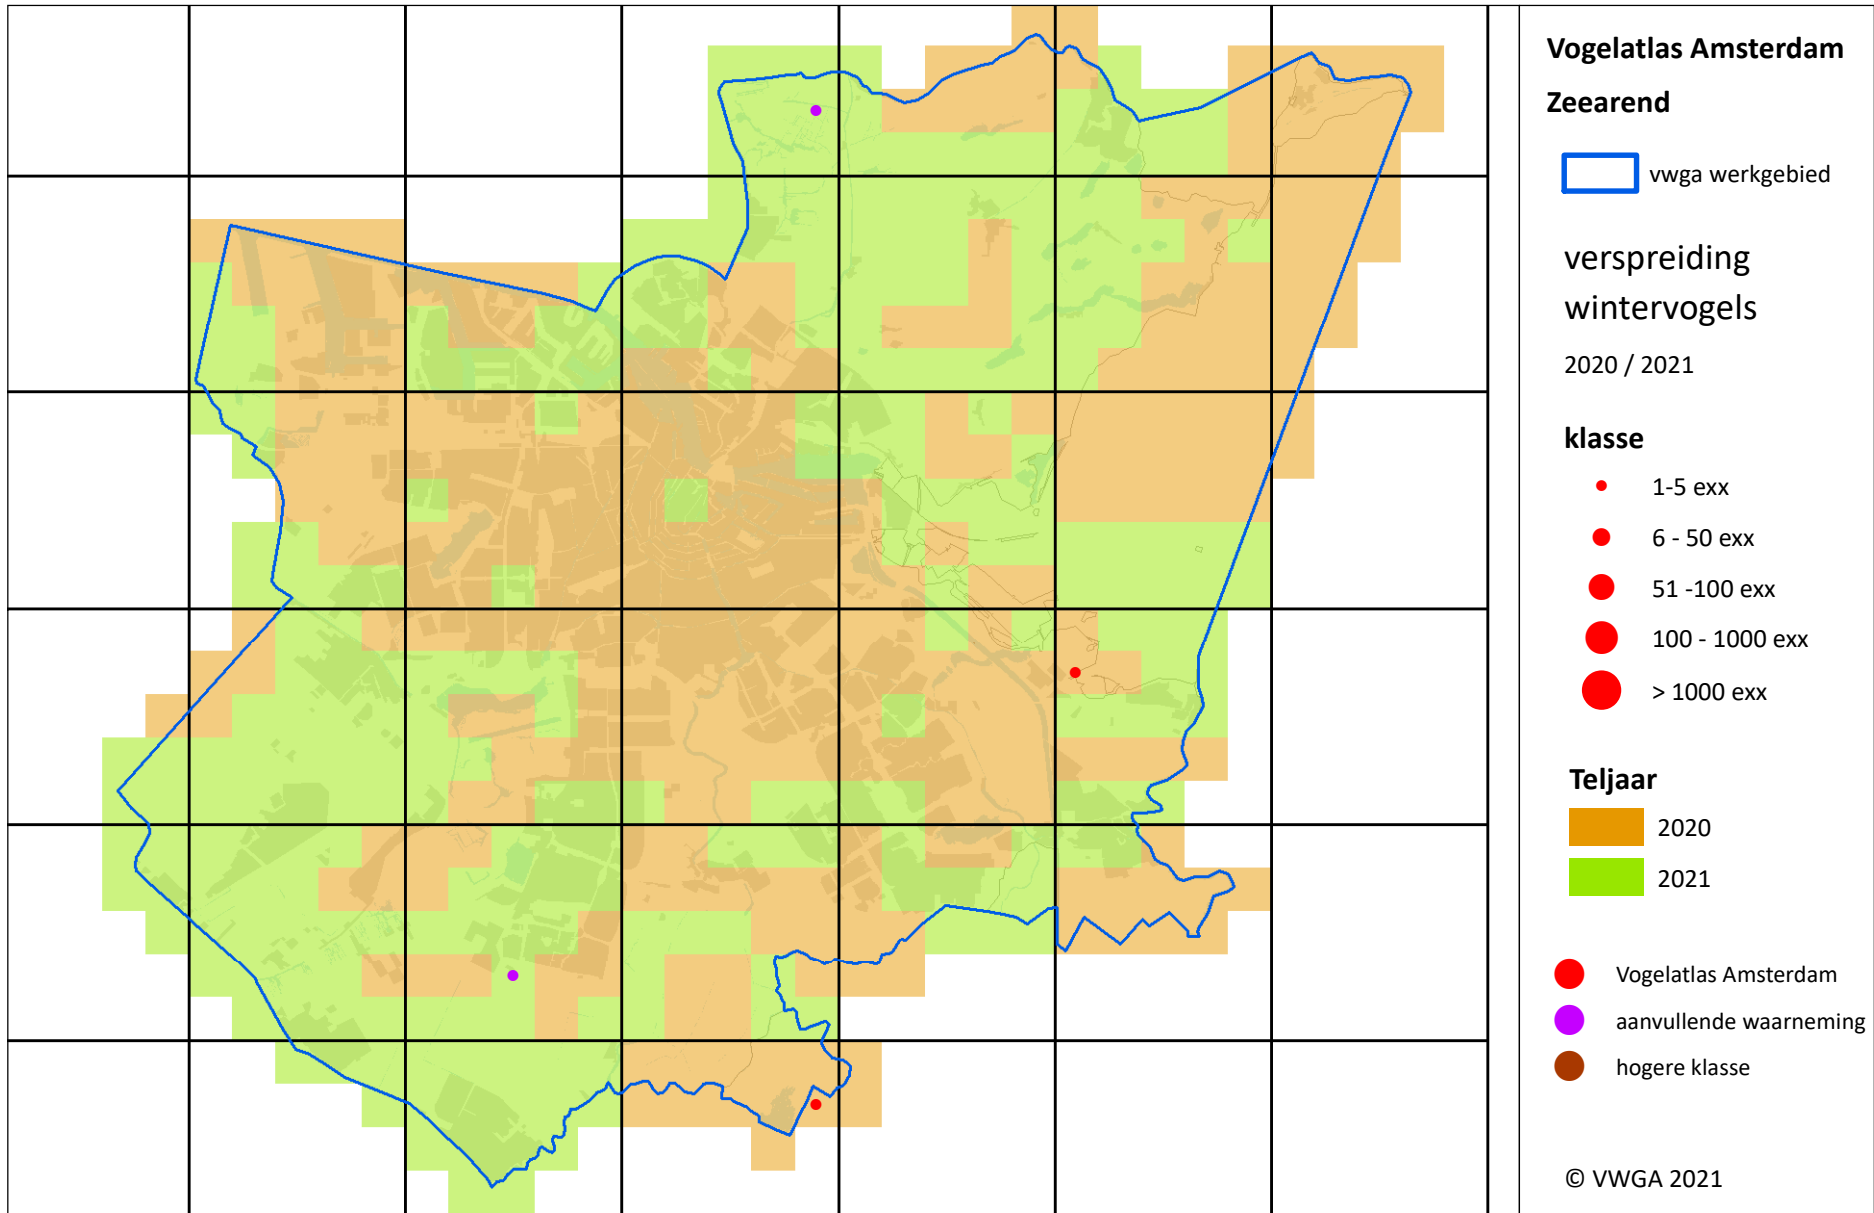 Vogelatlas Amsterdam
Zeearend
vwga werkgebied
verspreiding
wintervogels
2020 / 2021
klasse
1-5 exx
6 - 50 exx
51 -100 exx
100 - 1000 exx
> 1000 exx
Teljaar
2020
2021
Vogelatlas Amsterdam
aanvullende waarneming
hogere klasse
© VWGA 2021